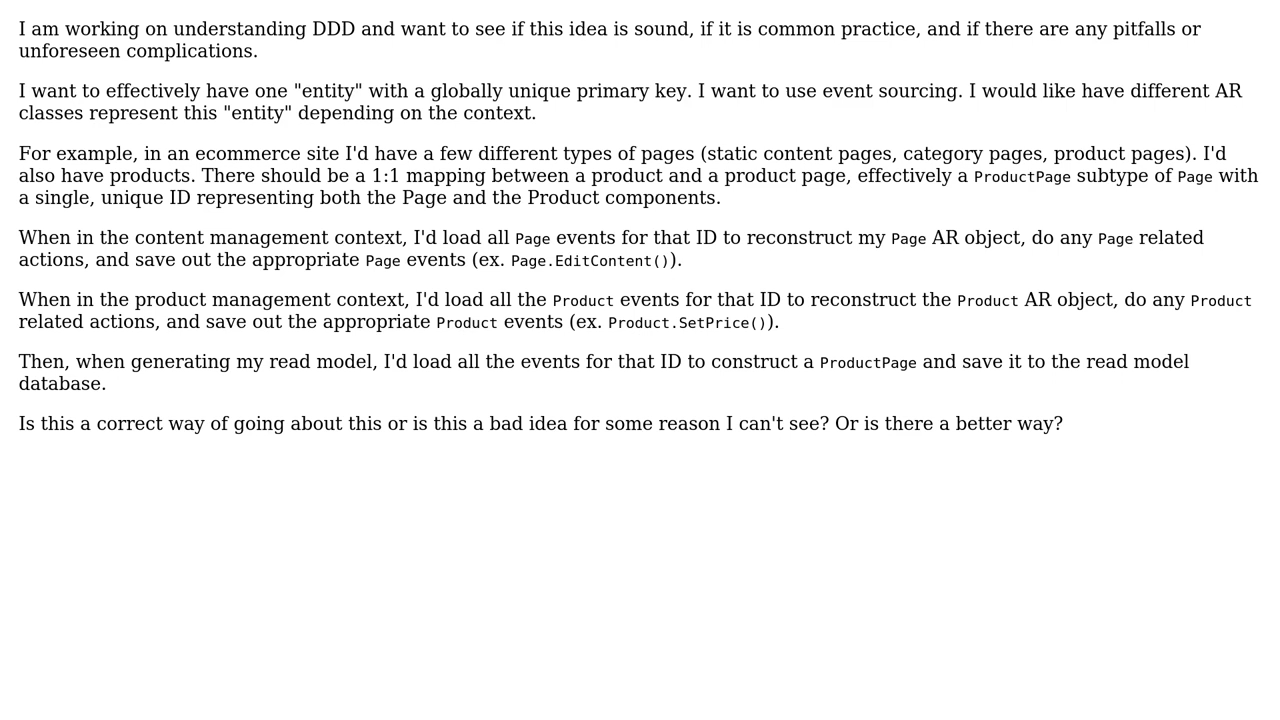 I am working on understanding DDD and want to see if this idea is sound, if it is common practice, and if there are any pitfalls or
unforeseen complications.
I want to effectively have one "entity" with a globally unique primary key. I want to use event sourcing. I would like have different AR
classes represent this "entity" depending on the context.
For example, in an ecommerce site I'd have a few different types of pages (static content pages, category pages, product pages). I'd
also have products. There should be a 1:1 mapping between a product and a product page, effectively a ProductPage subtype of Page with
a single, unique ID representing both the Page and the Product components.
When in the content management context, I'd load all Page events for that ID to reconstruct my Page AR object, do any Page related
actions, and save out the appropriate Page events (ex. Page.EditContent()).
When in the product management context, I'd load all the Product events for that ID to reconstruct the Product AR object, do any Product
related actions, and save out the appropriate Product events (ex. Product.SetPrice()).
Then, when generating my read model, I'd load all the events for that ID to construct a ProductPage and save it to the read model
database.
Is this a correct way of going about this or is this a bad idea for some reason I can't see? Or is there a better way?